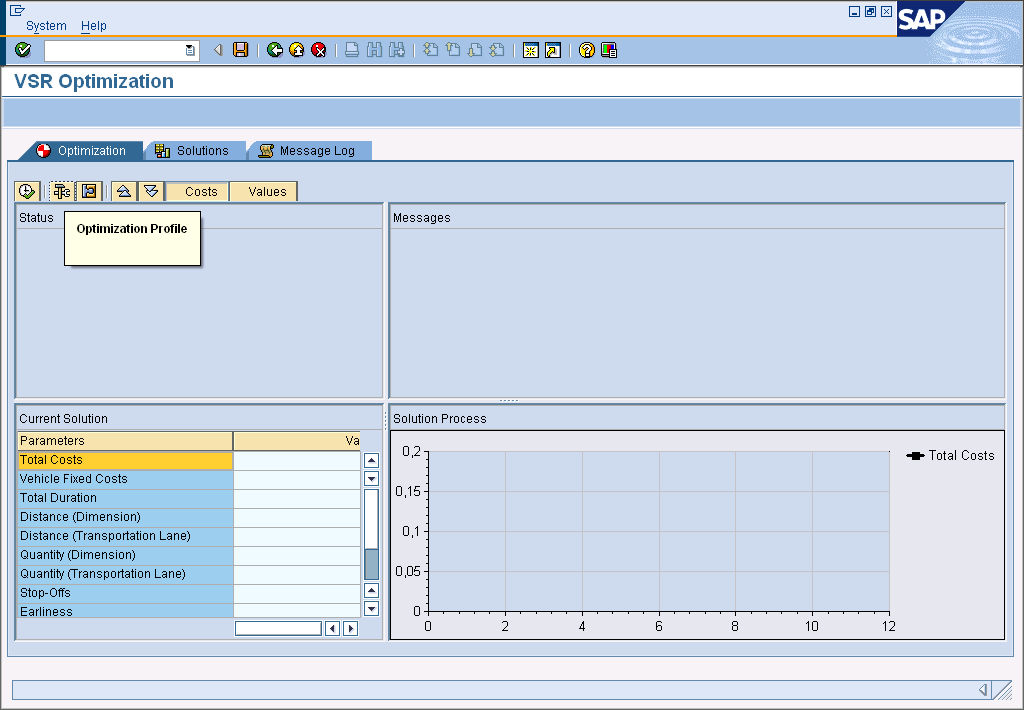 System Help
SAP
VSR Optimization
Optimization Solutions Message Log
Costs Values
Status Messages
Optimization Profile
Current Solution Solution Process
Parameters Va
Total Costs
Vehicle Fixed Costs
Total Duration
Distance (Dimension)
Distance (Transportation Lane)
Quantity (Dimension)
Quantity (Transportation Lane)
Stop-Offs
Earliness
0,2
0,15
0,1
0,05
0
0 2 4 6 8 10 12
Total Costs